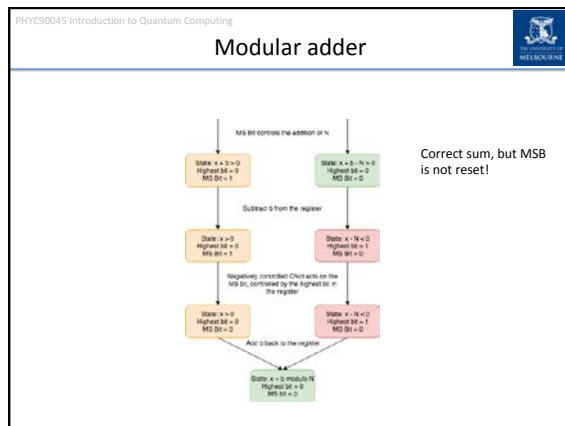 PHYC90045 Introduction to Quantum Computing
Modular adder
THE UNIVERSITY OF
MELBOURNE
MS Bit controls the addition of N
State: x + b > 0
Highest bit = 0
MS Bit = 1
State: x + b - N > 0
Highest bit = 0
MS Bit = 0
Correct sum, but MSB
is not reset!
Subtract b from the register
State: x > 0
Highest bit = 0
MS Bit = 1
State: x - N < 0
Highest bit = 1
MS Bit = 0
Negatively controlled CNot acts on the
MS bit, controlled by the highest bit in
the register
State: x > 0
Highest bit = 0
MS Bit = 0
State: x - N < 0
Highest bit = 1
MS Bit = 0
Add b back to the register
State: x + b modulo N
Highest bit = 0
MS bit = 0